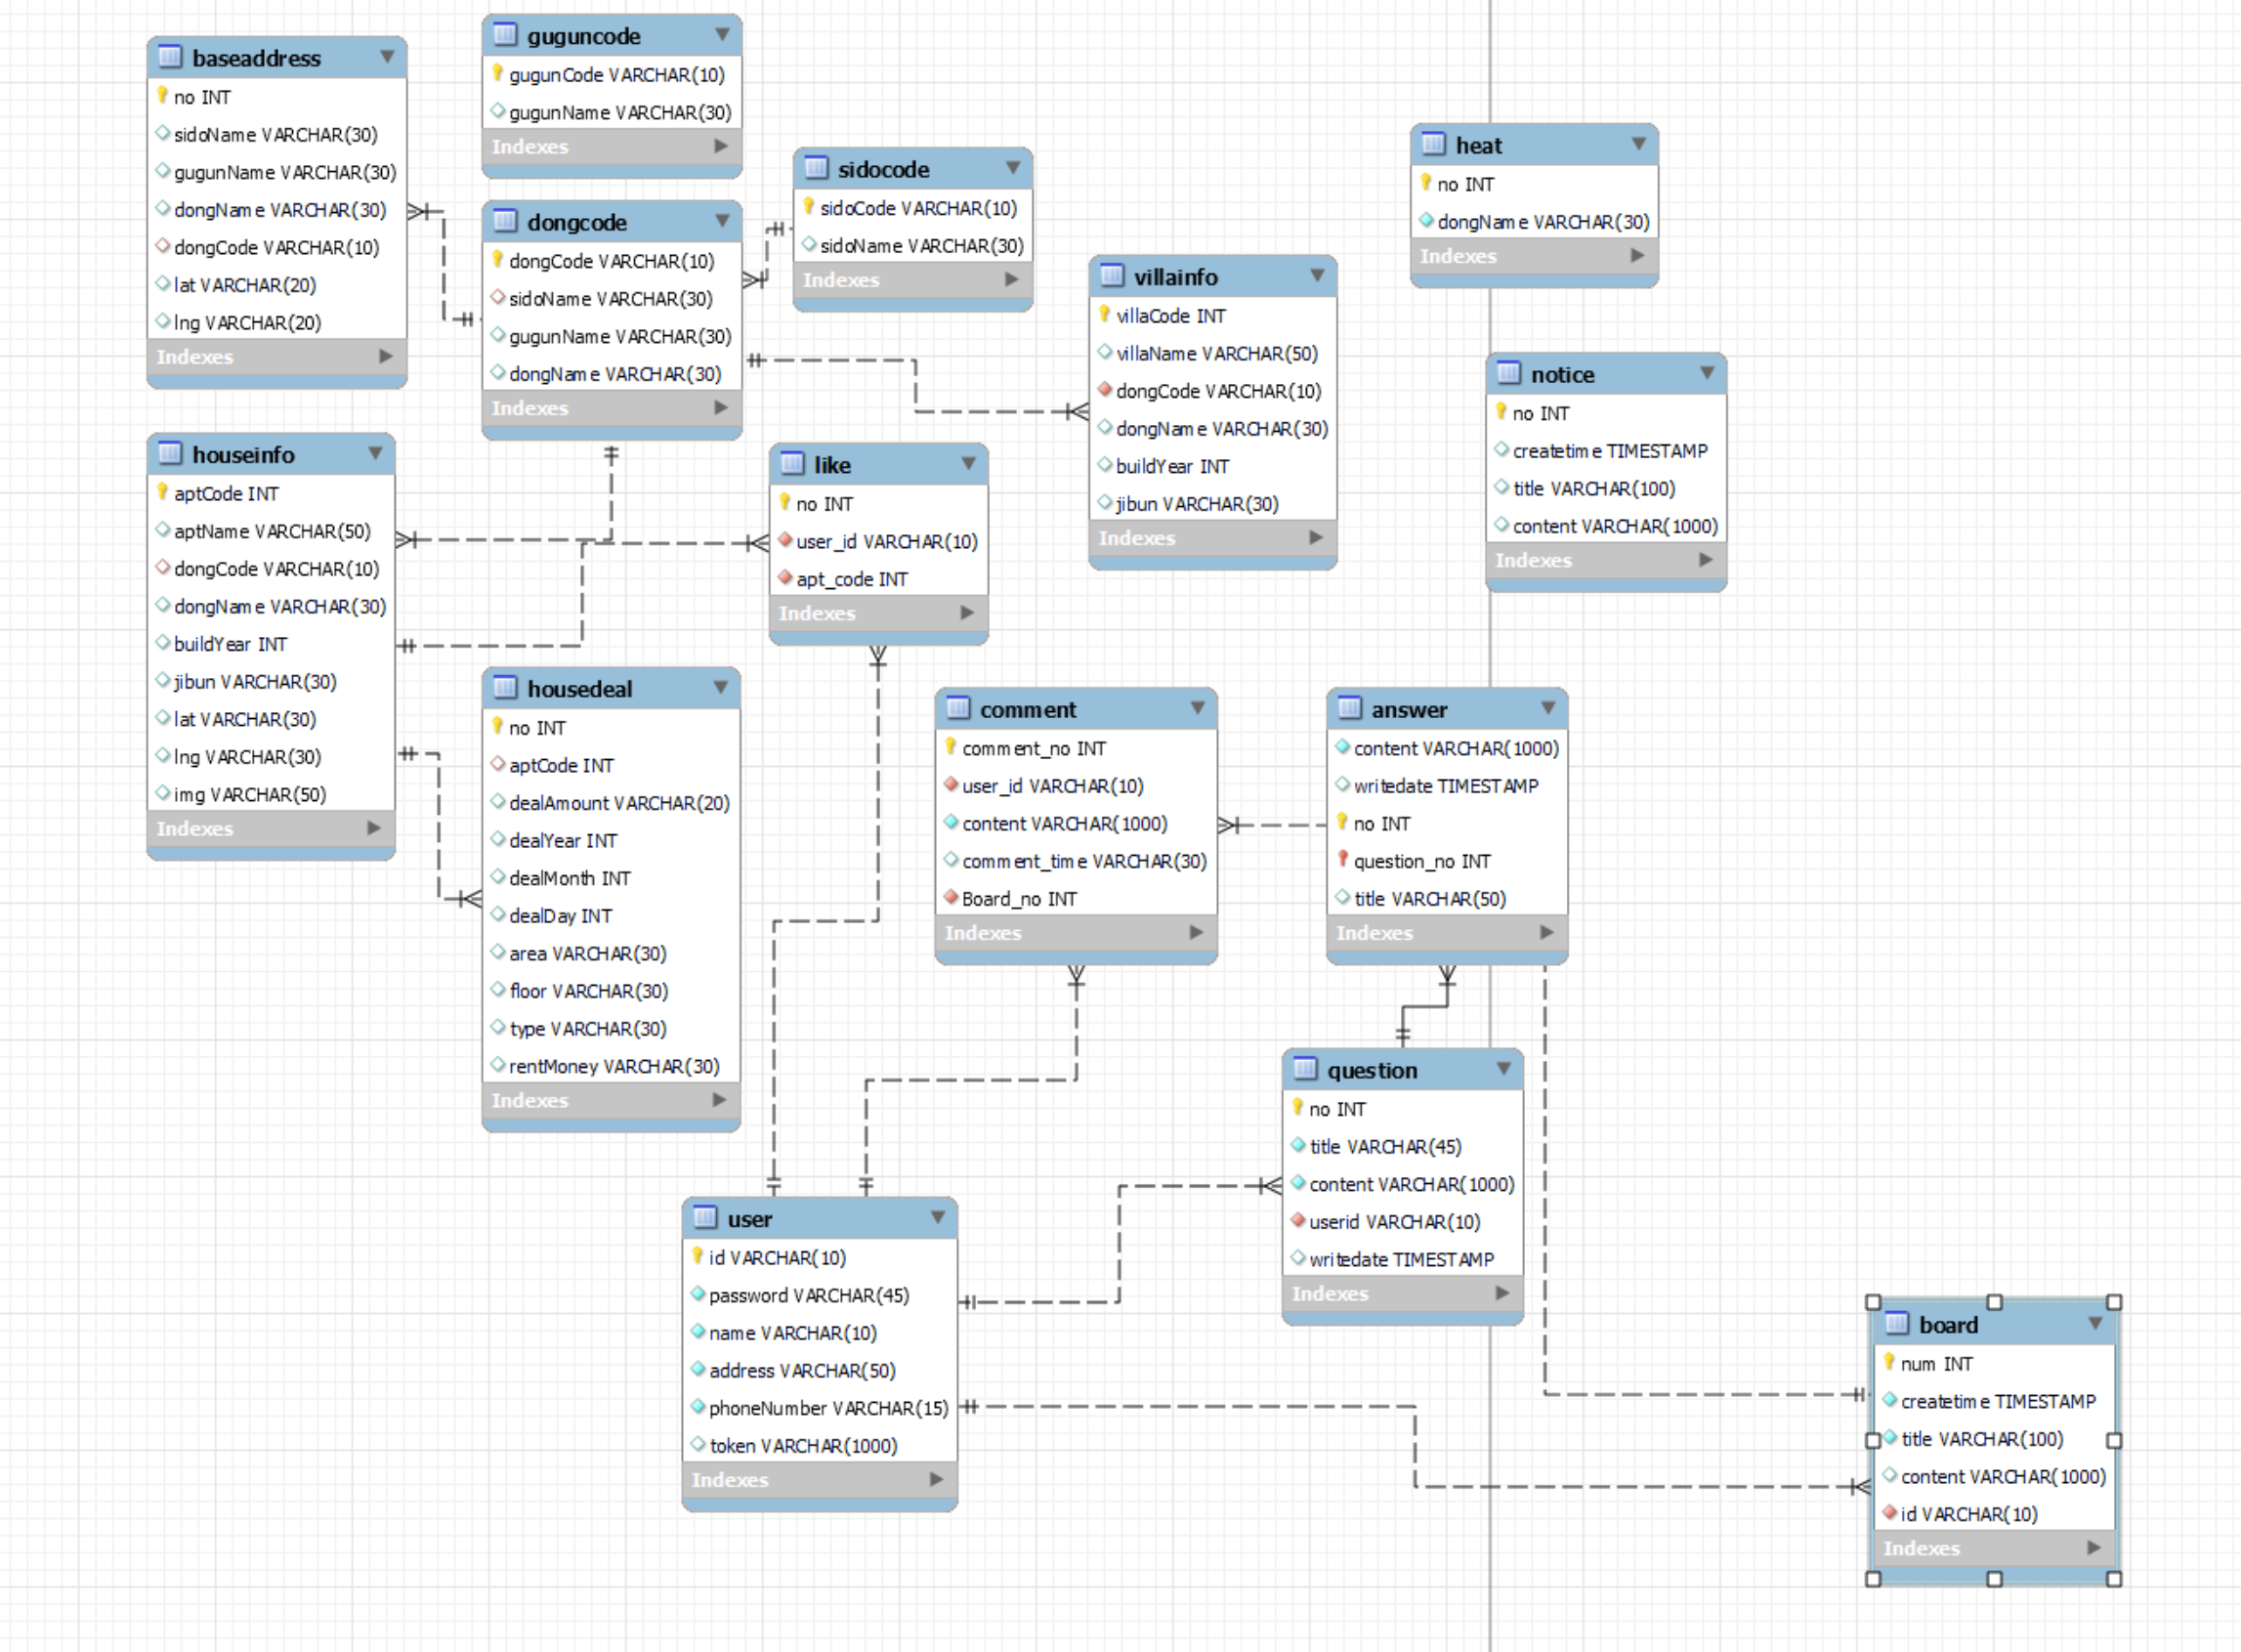 baseaddress
no INT
sidoName VARCHAR(30)
gugunName VARCHAR(30)
dongName VARCHAR(30)
dongCode VARCHAR(10)
lat VARCHAR(20)
lng VARCHAR(20)
Indexes
guguncode
gugunCode VARCHAR(10)
gugunName VARCHAR(30)
Indexes
dongcode
dongCode VARCHAR(10)
sidoName VARCHAR(30)
gugunName VARCHAR(30)
dongName VARCHAR(30)
Indexes
sidocode
sidoCode VARCHAR(10)
sidoName VARCHAR(30)
Indexes
villainfo
villaCode INT
villaName VARCHAR(50)
dongCode VARCHAR(10)
dongName VARCHAR(30)
buildYear INT
jibun VARCHAR(30)
Indexes
heat
no INT
dongName VARCHAR(30)
Indexes
notice
no INT
createtime TIMESTAMP
title VARCHAR(100)
content VARCHAR(1000)
Indexes
houseinfo
aptCode INT
aptName VARCHAR(50)
dongCode VARCHAR(10)
dongName VARCHAR(30)
buildYear INT
jibun VARCHAR(30)
lat VARCHAR(30)
lng VARCHAR(30)
img VARCHAR(50)
Indexes
like
no INT
user_id VARCHAR(10)
apt_code INT
Indexes
housedeal
no INT
aptCode INT
dealAmount VARCHAR(20)
dealYear INT
dealMonth INT
dealDay INT
area VARCHAR(30)
floor VARCHAR(30)
type VARCHAR(30)
rentMoney VARCHAR(30)
Indexes
comment
comment_no INT
user_id VARCHAR(10)
content VARCHAR(1000)
comment_time VARCHAR(30)
Board_no INT
Indexes
answer
content VARCHAR(1000)
writedate TIMESTAMP
no INT
question_no INT
title VARCHAR(50)
Indexes
question
no INT
title VARCHAR(45)
content VARCHAR(1000)
userid VARCHAR(10)
writedate TIMESTAMP
Indexes
user
id VARCHAR(10)
password VARCHAR(45)
name VARCHAR(10)
address VARCHAR(50)
phoneNumber VARCHAR(15)
token VARCHAR(1000)
Indexes
board
num INT
createtime TIMESTAMP
title VARCHAR(100)
content VARCHAR(1000)
id VARCHAR(10)
Indexes